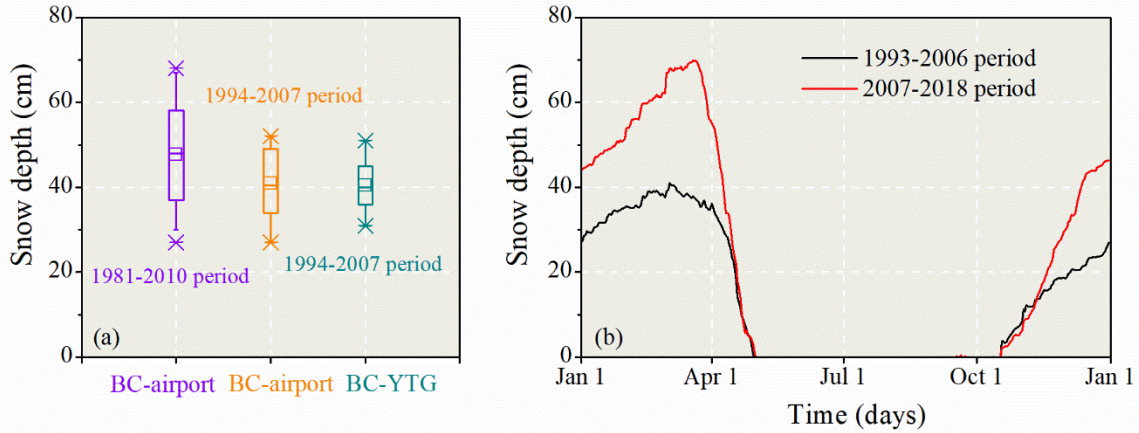 80
60
40
20
0
Snow depth (cm)
1994-2007 period
1981-2010 period
1994-2007 period
(a)
BC-airport BC-airport BC-YTG
80
60
40
20
0
Snow depth (cm)
1993-2006 period
2007-2018 period
(b)
Jan 1 Apr 1 Jul 1 Oct 1 Jan 1
Time (days)